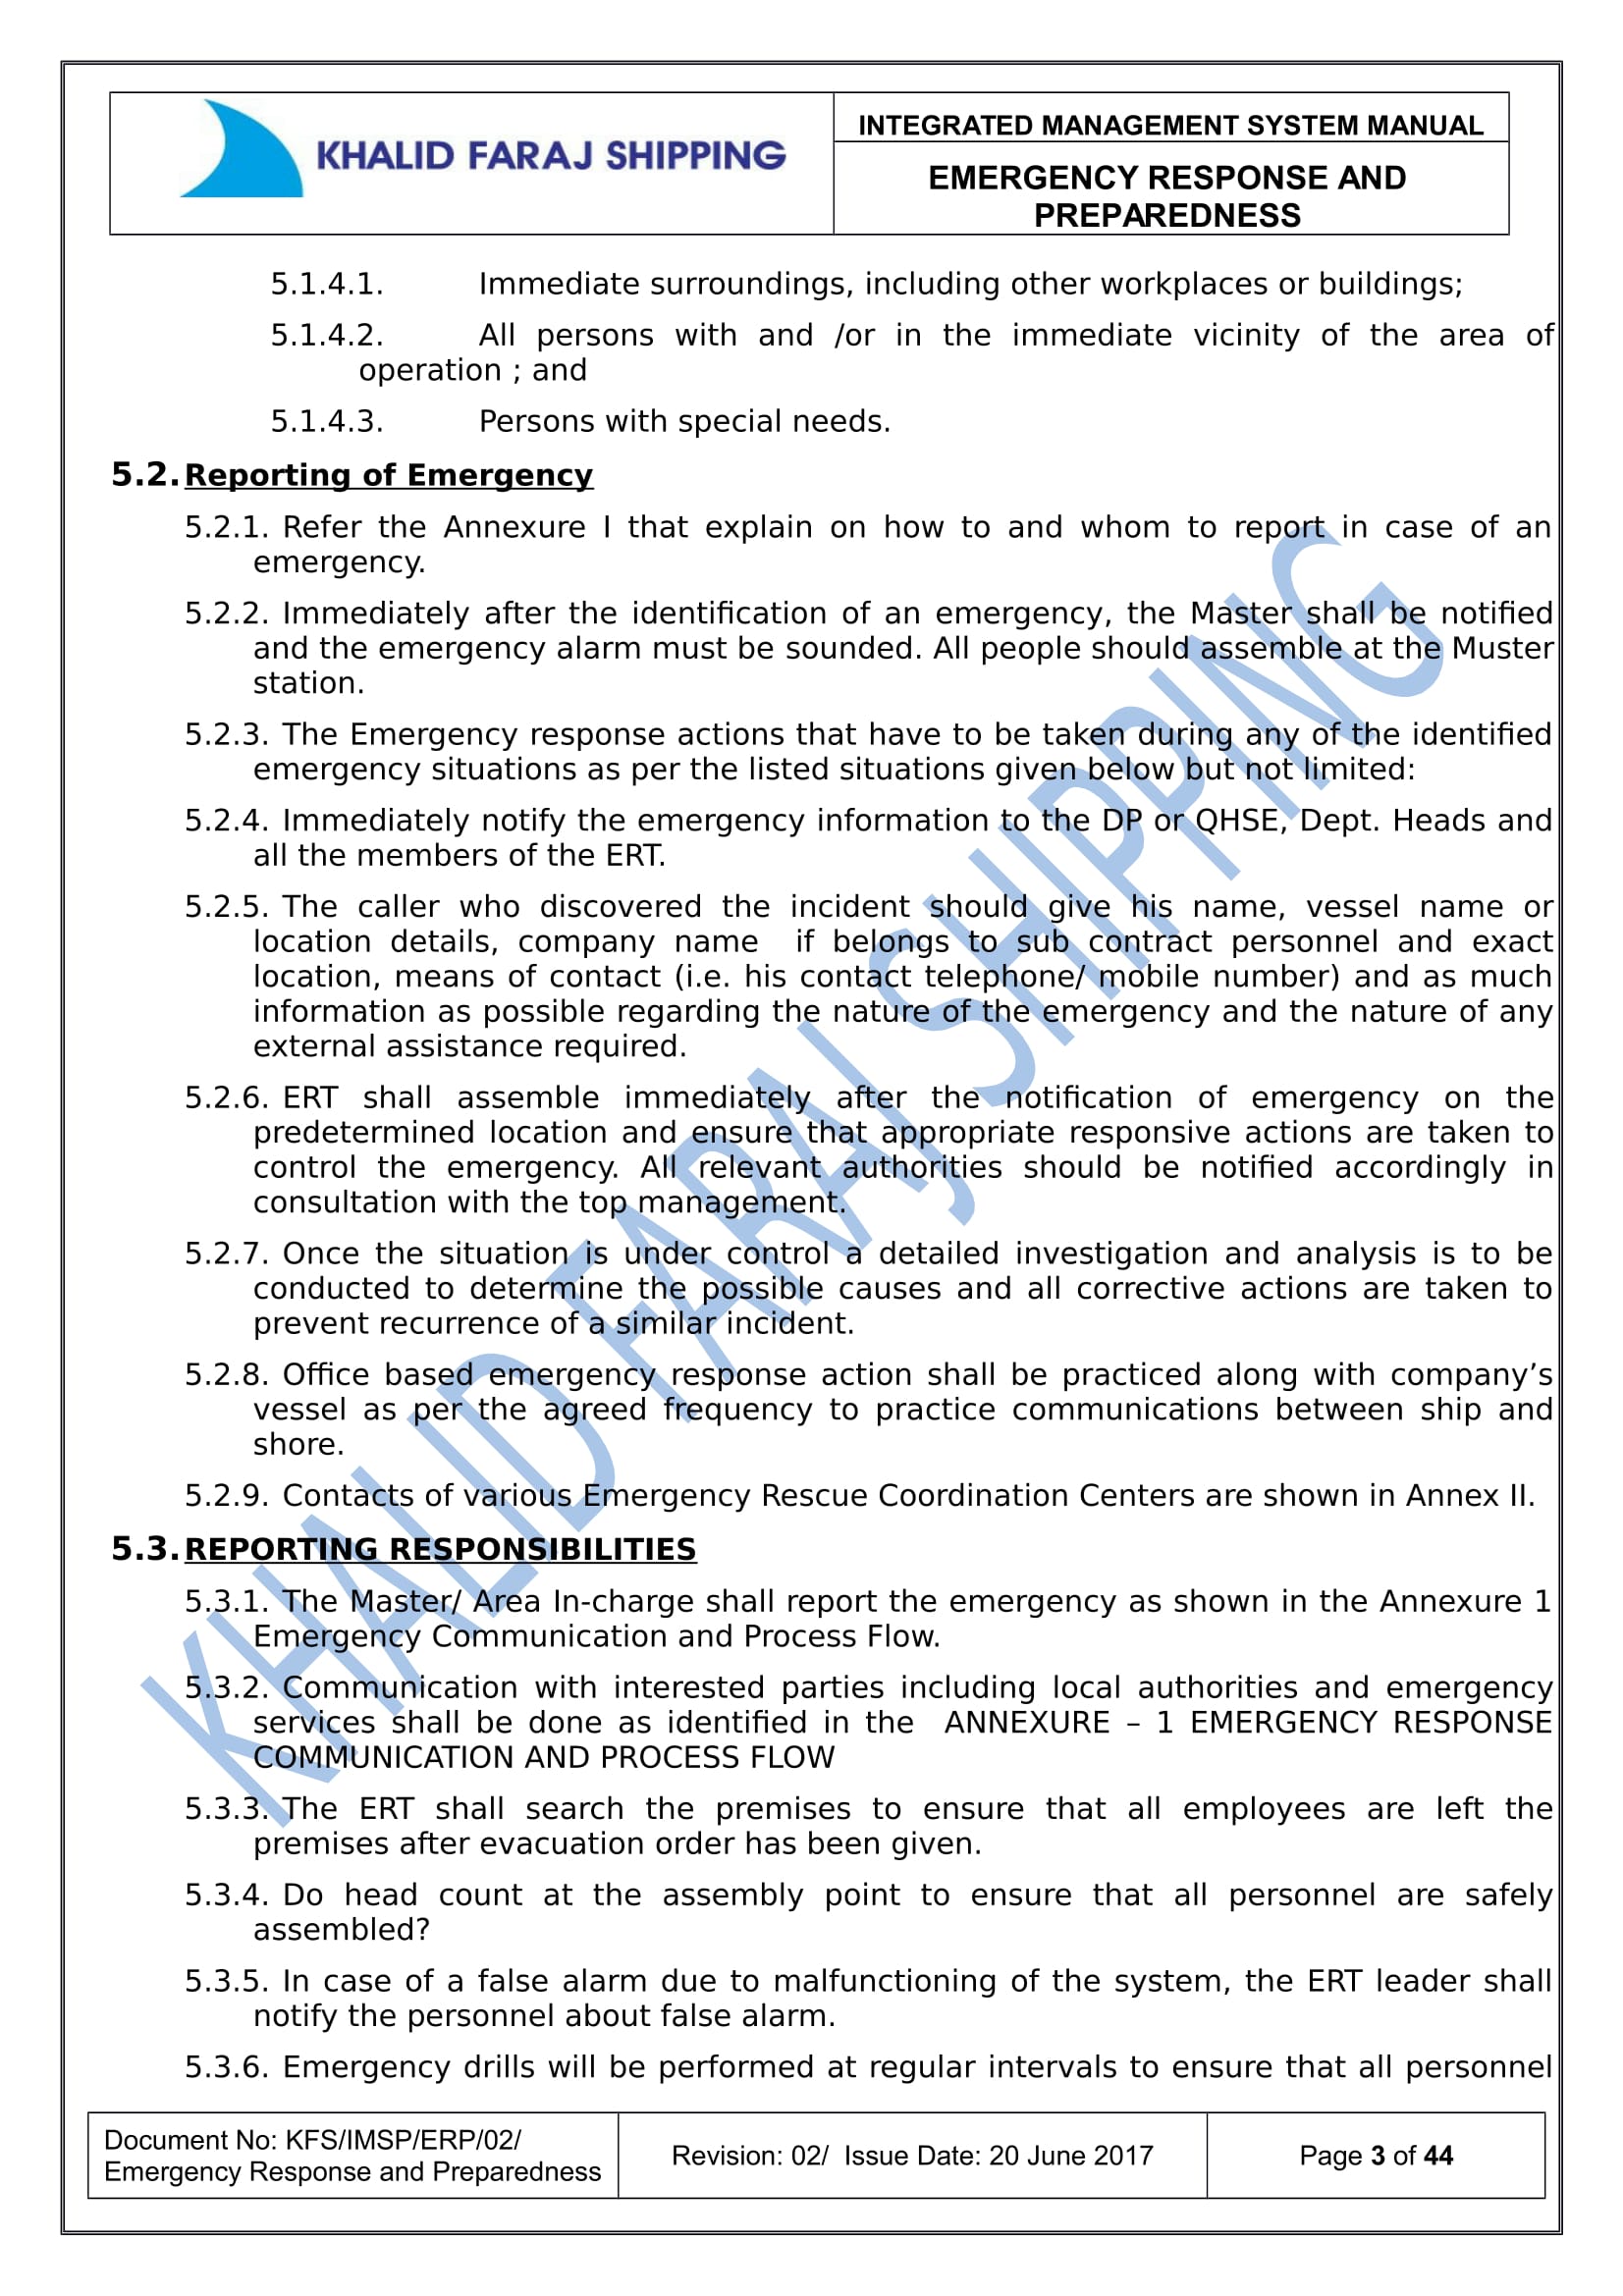 KHALID FARAJ SHIPPING
INTEGRATED MANAGEMENT SYSTEM MANUAL
EMERGENCY RESPONSE AND
PREPAREDNESS
5.1.4.1. Immediate surroundings, including other workplaces or buildings;
5.1.4.2. All persons with and /or in the immediate vicinity of the area of
operation ; and
5.1.4.3. Persons with special needs.
5.2. Reporting of Emergency
5.2.1. Refer the Annexure I that explain on how to and whom to report in case of an
emergency.
5.2.2. Immediately after the identification of an emergency, the Master shall be notified
and the emergency alarm must be sounded. All people should assemble at the Muster
station.
5.2.3. The Emergency response actions that have to be taken during any of the identified
emergency situations as per the listed situations given below but not limited:
5.2.4. Immediately notify the emergency information to the DP or QHSE, Dept. Heads and
all the members of the ERT.
5.2.5. The caller who discovered the incident should give his name, vessel name or
location details, company name if belongs to sub contract personnel and exact
location, means of contact (i.e. his contact telephone/ mobile number) and as much
information as possible regarding the nature of the emergency and the nature of any
external assistance required.
5.2.6. ERT shall assemble immediately after the notification of emergency on the
predetermined location and ensure that appropriate responsive actions are taken to
control the emergency. All relevant authorities should be notified accordingly in
consultation with the top management.
5.2.7. Once the situation is under control a detailed investigation and analysis is to be
conducted to determine the possible causes and all corrective actions are taken to
prevent recurrence of a similar incident.
5.2.8. Office based emergency response action shall be practiced along with company’s
vessel as per the agreed frequency to practice communications between ship and
shore.
5.2.9. Contacts of various Emergency Rescue Coordination Centers are shown in Annex II.
5.3. REPORTING RESPONSIBILITIES
5.3.1. The Master/ Area In-charge shall report the emergency as shown in the Annexure 1
Emergency Communication and Process Flow.
5.3.2. Communication with interested parties including local authorities and emergency
services shall be done as identified in the ANNEXURE – 1 EMERGENCY RESPONSE
COMMUNICATION AND PROCESS FLOW
5.3.3. The ERT shall search the premises to ensure that all employees are left the
premises after evacuation order has been given.
5.3.4. Do head count at the assembly point to ensure that all personnel are safely
assembled?
5.3.5. In case of a false alarm due to malfunctioning of the system, the ERT leader shall
notify the personnel about false alarm.
5.3.6. Emergency drills will be performed at regular intervals to ensure that all personnel
KHALID FARAJ SHIPPING
Document No: KFS/IMSP/ERP/02/
Emergency Response and Preparedness
Revision: 02/ Issue Date: 20 June 2017
Page 3 of 44